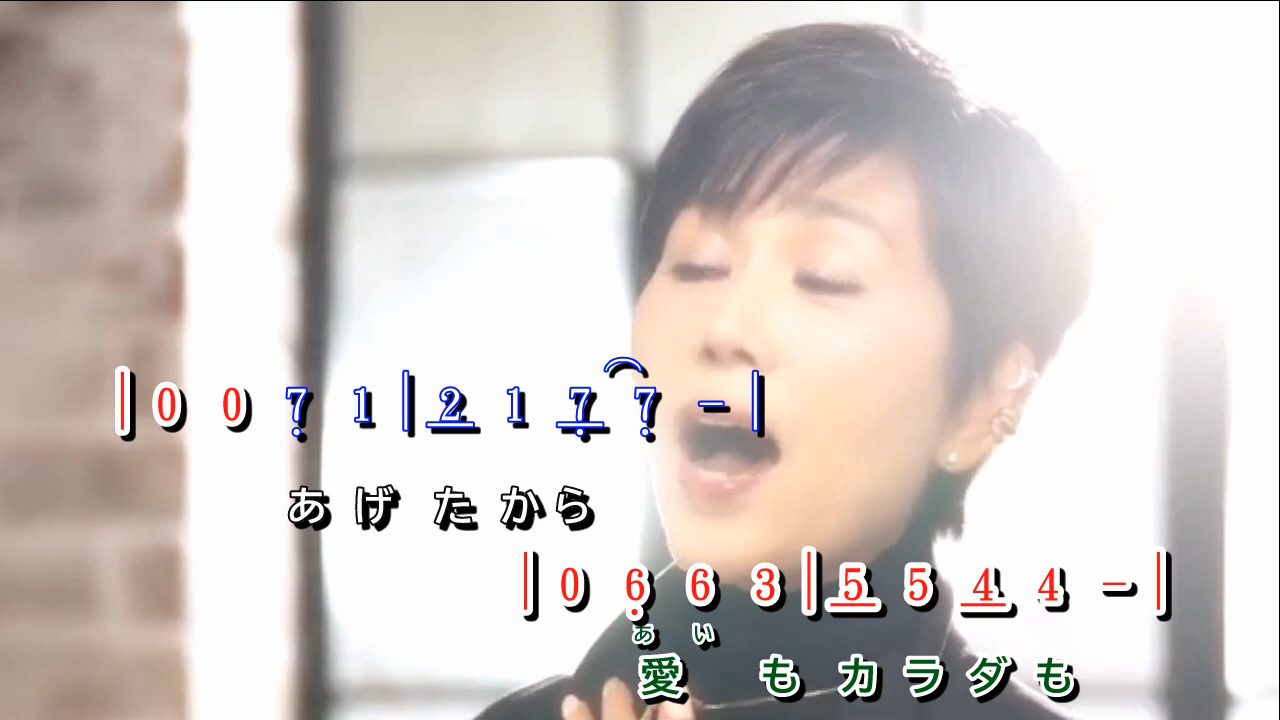 | 0 0 7 1 | 2 1 7 7 – |
あげたから
| 0 6 6 3 | 5 5 4 4 – |
あい
愛もカラダも